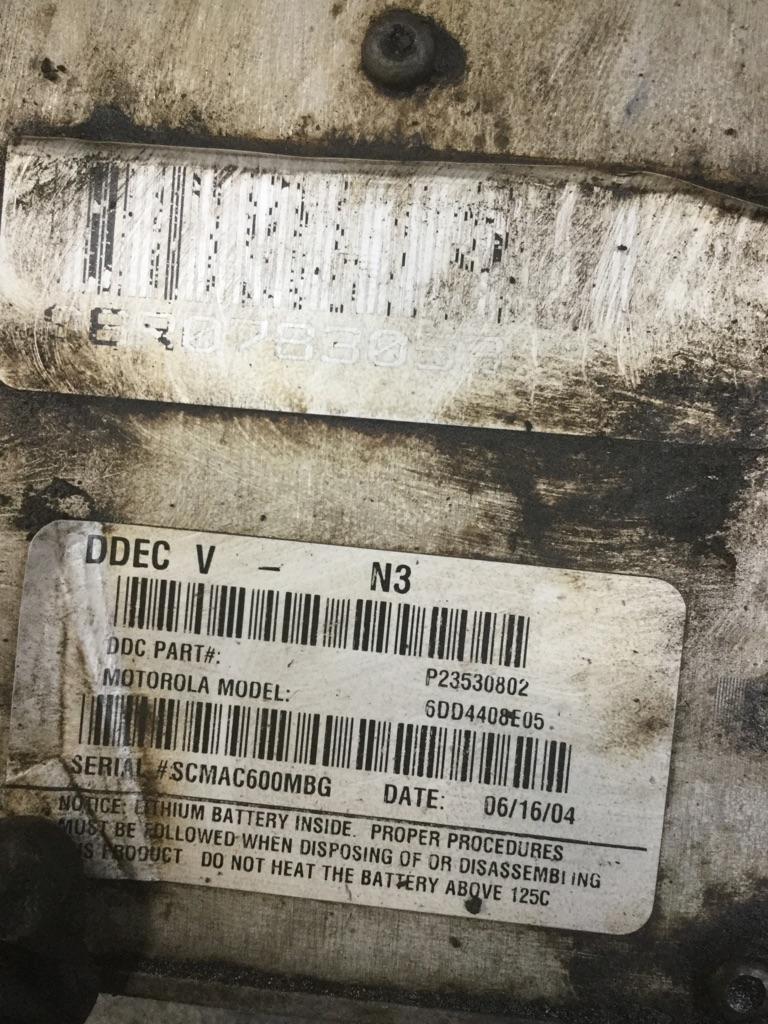 DDEC V - N3
DDC PART#: P23530802
MOTOROLA MODEL: 6DD4408E05
SERIAL #:SCMAC600MBG DATE: 06/16/04
NOTICE: LITHIUM BATTERY INSIDE. PROPER PROCEDURES
MUST BE FOLLOWED WHEN DISPOSING OF OR DISASSEMBLING
PRODUCT DO NOT HEAT THE BATTERY ABOVE 125C